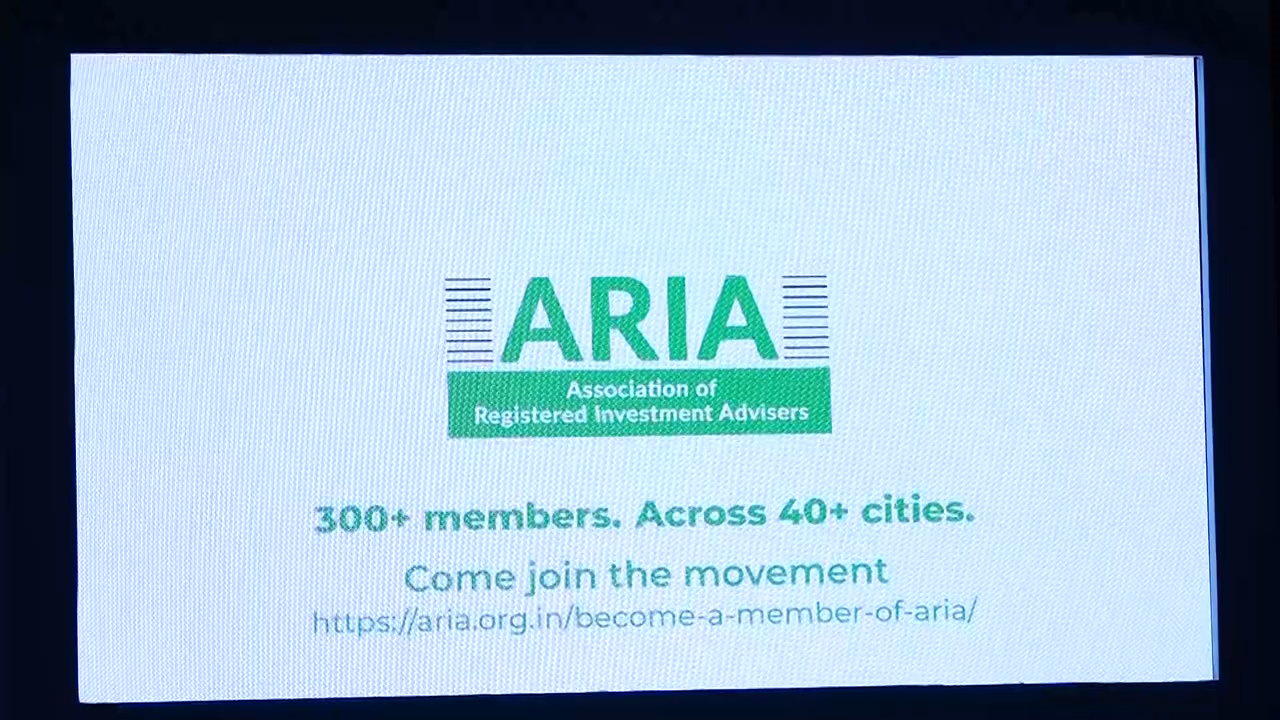 ARIA
Association of
Registered Investment Advisers
300+ members. Across 40+ cities.
Come join the movement
https://aria.org.in/become-a-member-of-aria/